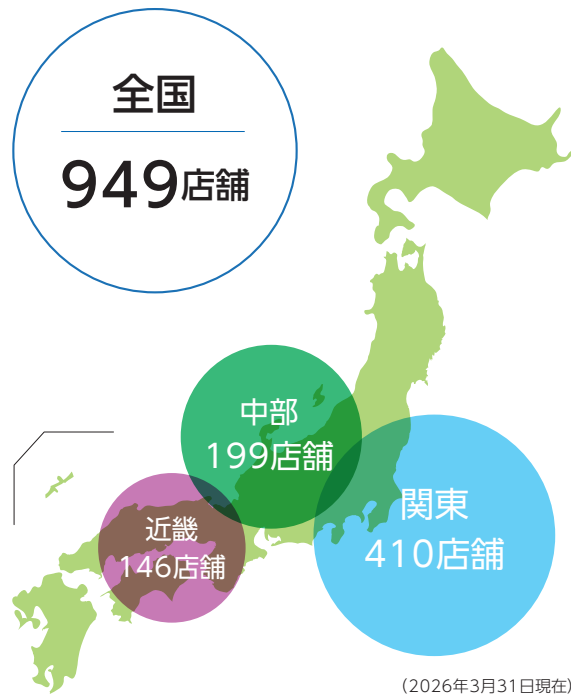 全国
949店舗
中部
199店舗
関東
410店舗
近畿
146店舗
(2026年3月31日現在)